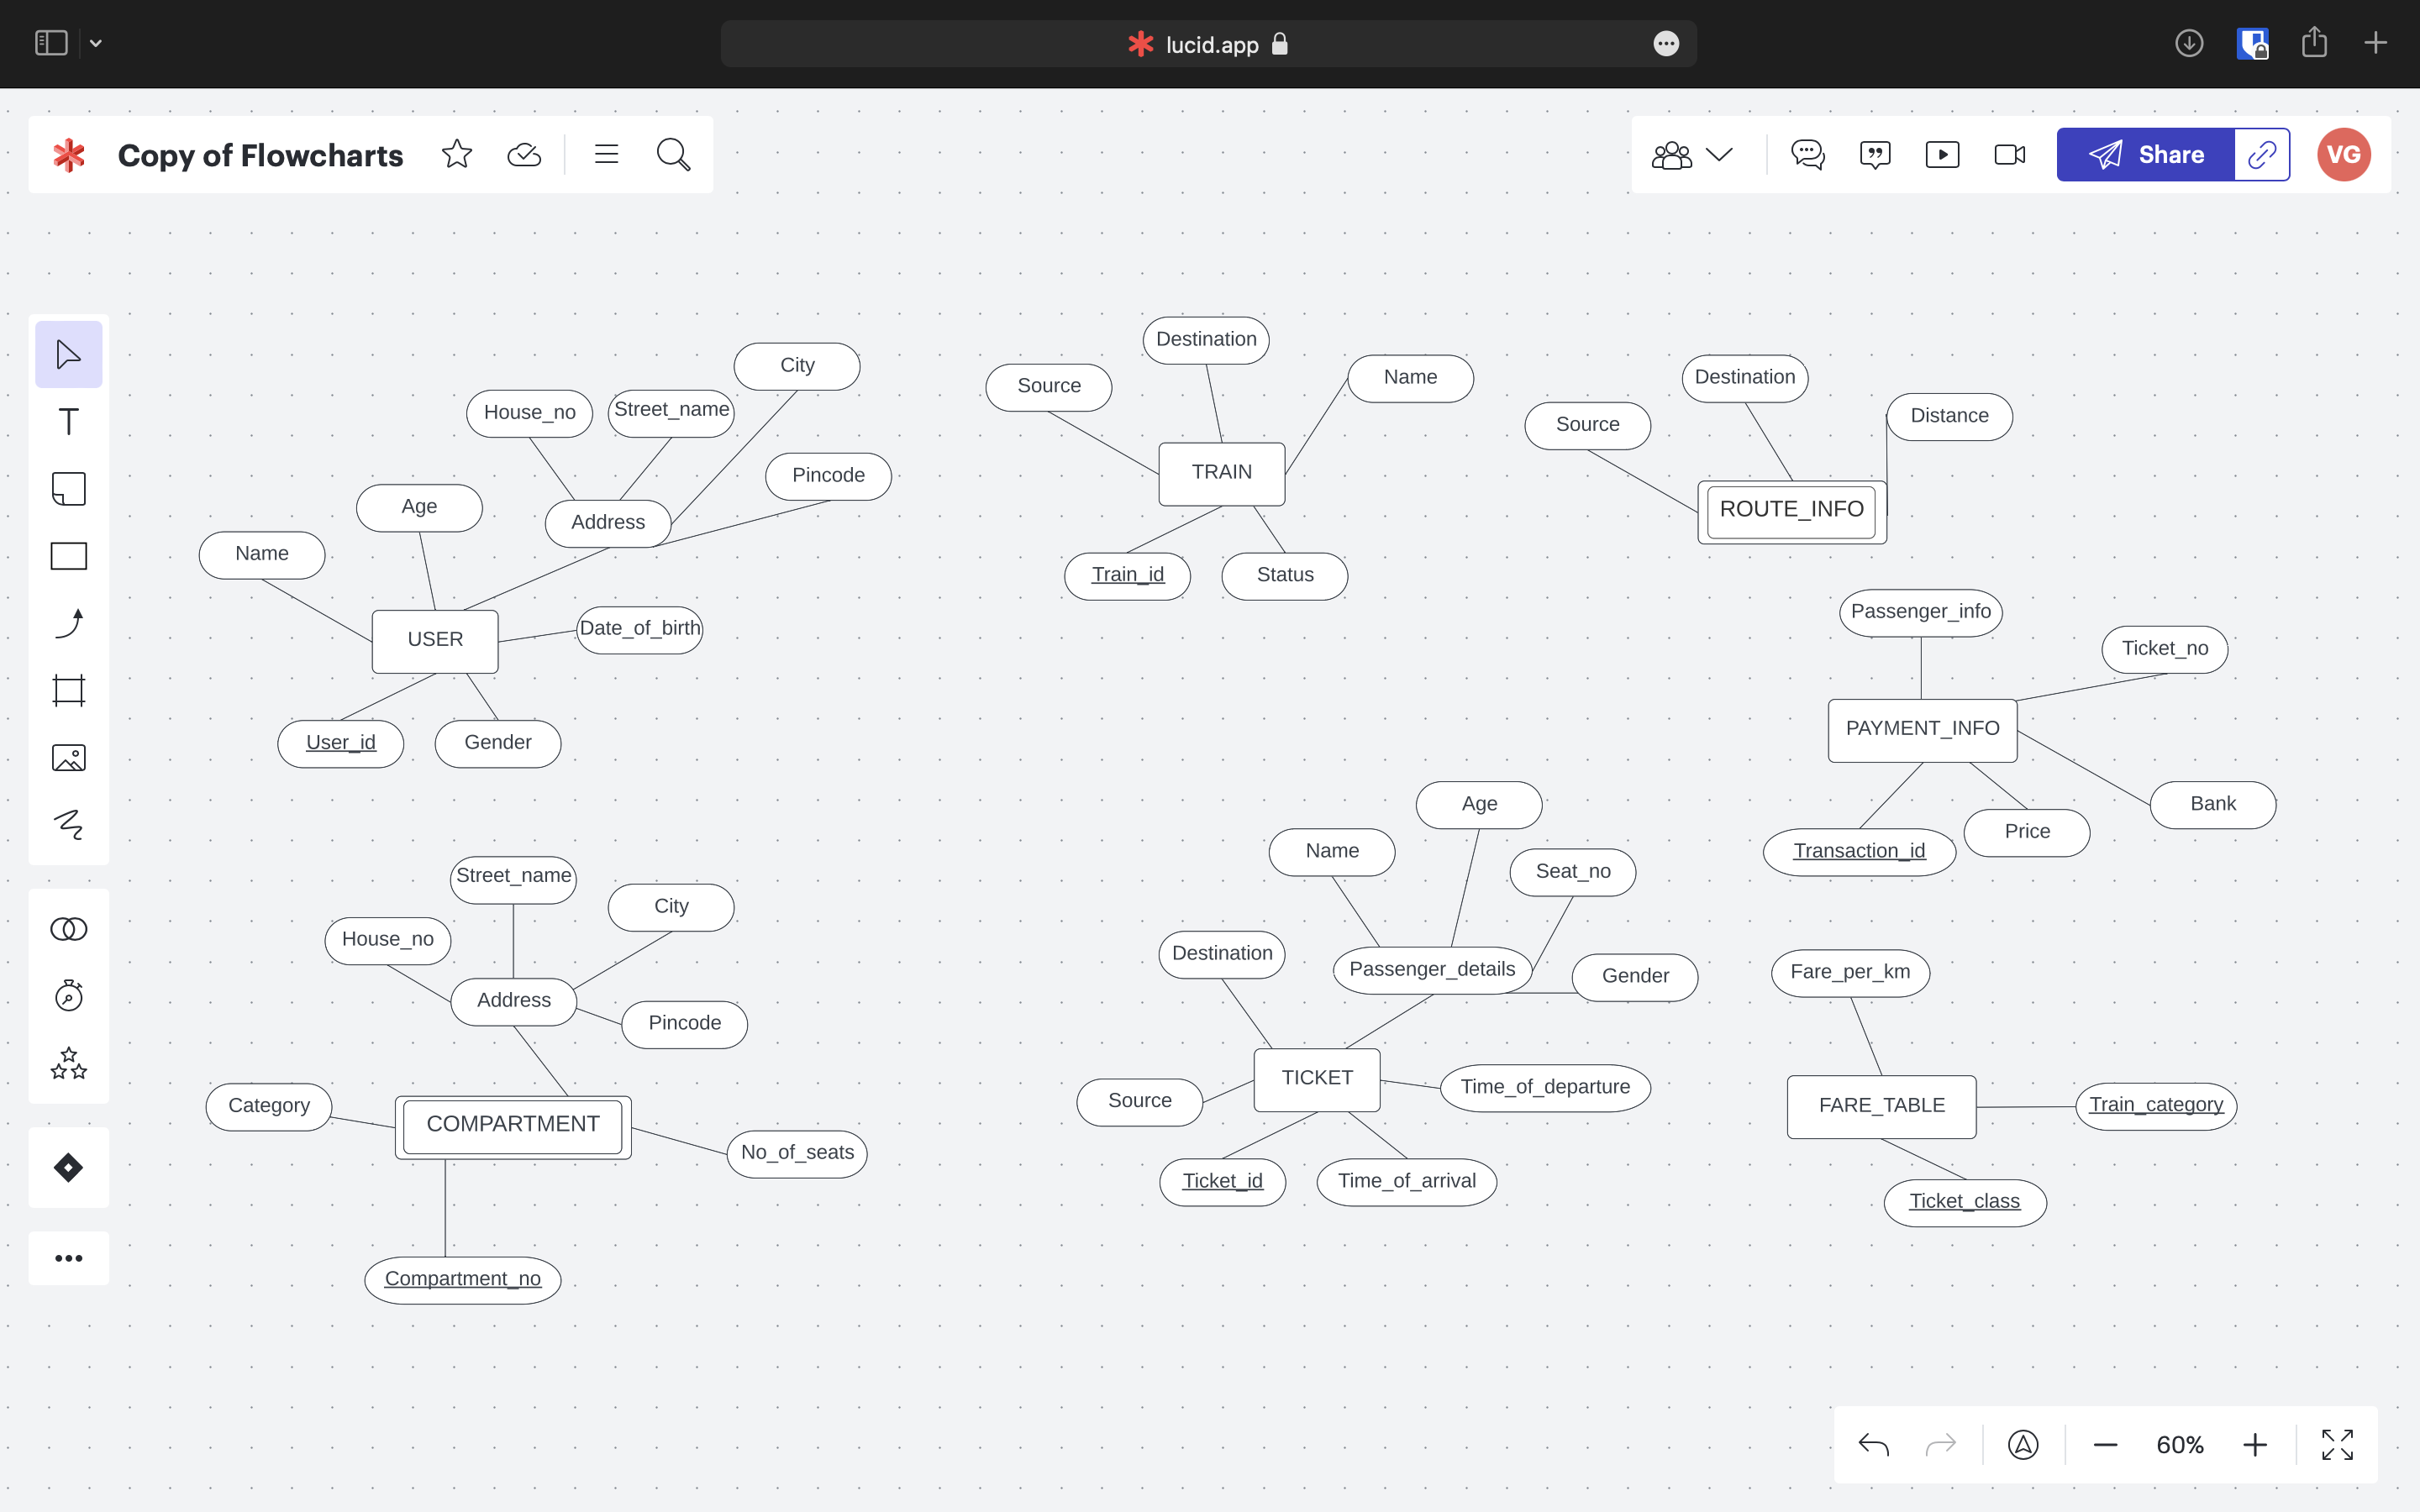 lucid.app
Copy of Flowcharts
Share
VG
City
House_no
Street_name
Pincode
Age
Address
Name
USER
Date_of_birth
User_id
Gender
Destination
Source
Name
TRAIN
Train_id
Status
Destination
Source
Distance
ROUTE_INFO
Passenger_info
Ticket_no
PAYMENT_INFO
Bank
Price
Transaction_id
Street_name
City
House_no
Address
Pincode
Category
COMPARTMENT
No_of_seats
Compartment_no
Age
Name
Seat_no
Destination
Passenger_details
Gender
TICKET
Time_of_departure
Source
Ticket_id
Time_of_arrival
Fare_per_km
FARE_TABLE
Train_category
Ticket_class
60%